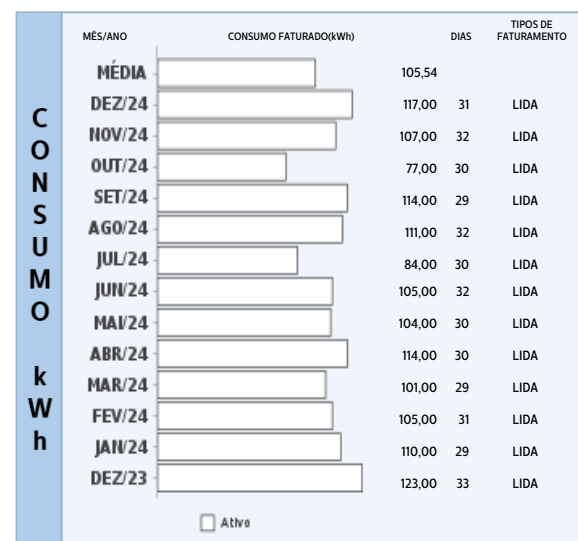 MÊS/ANO CONSUMO FATURADO(kWh) DIAS TIPOS DE FATURAMENTO
CONSUMO kWh
MÉDIA 105,54
DEZ/24 117,00 31 LIDA
NOV/24 107,00 32 LIDA
OUT/24 77,00 30 LIDA
SET/24 114,00 29 LIDA
AGO/24 111,00 32 LIDA
JUL/24 84,00 30 LIDA
JUN/24 105,00 32 LIDA
MAI/24 104,00 30 LIDA
ABR/24 114,00 30 LIDA
MAR/24 101,00 29 LIDA
FEV/24 105,00 31 LIDA
JAN/24 110,00 29 LIDA
DEZ/23 123,00 33 LIDA
Ativo